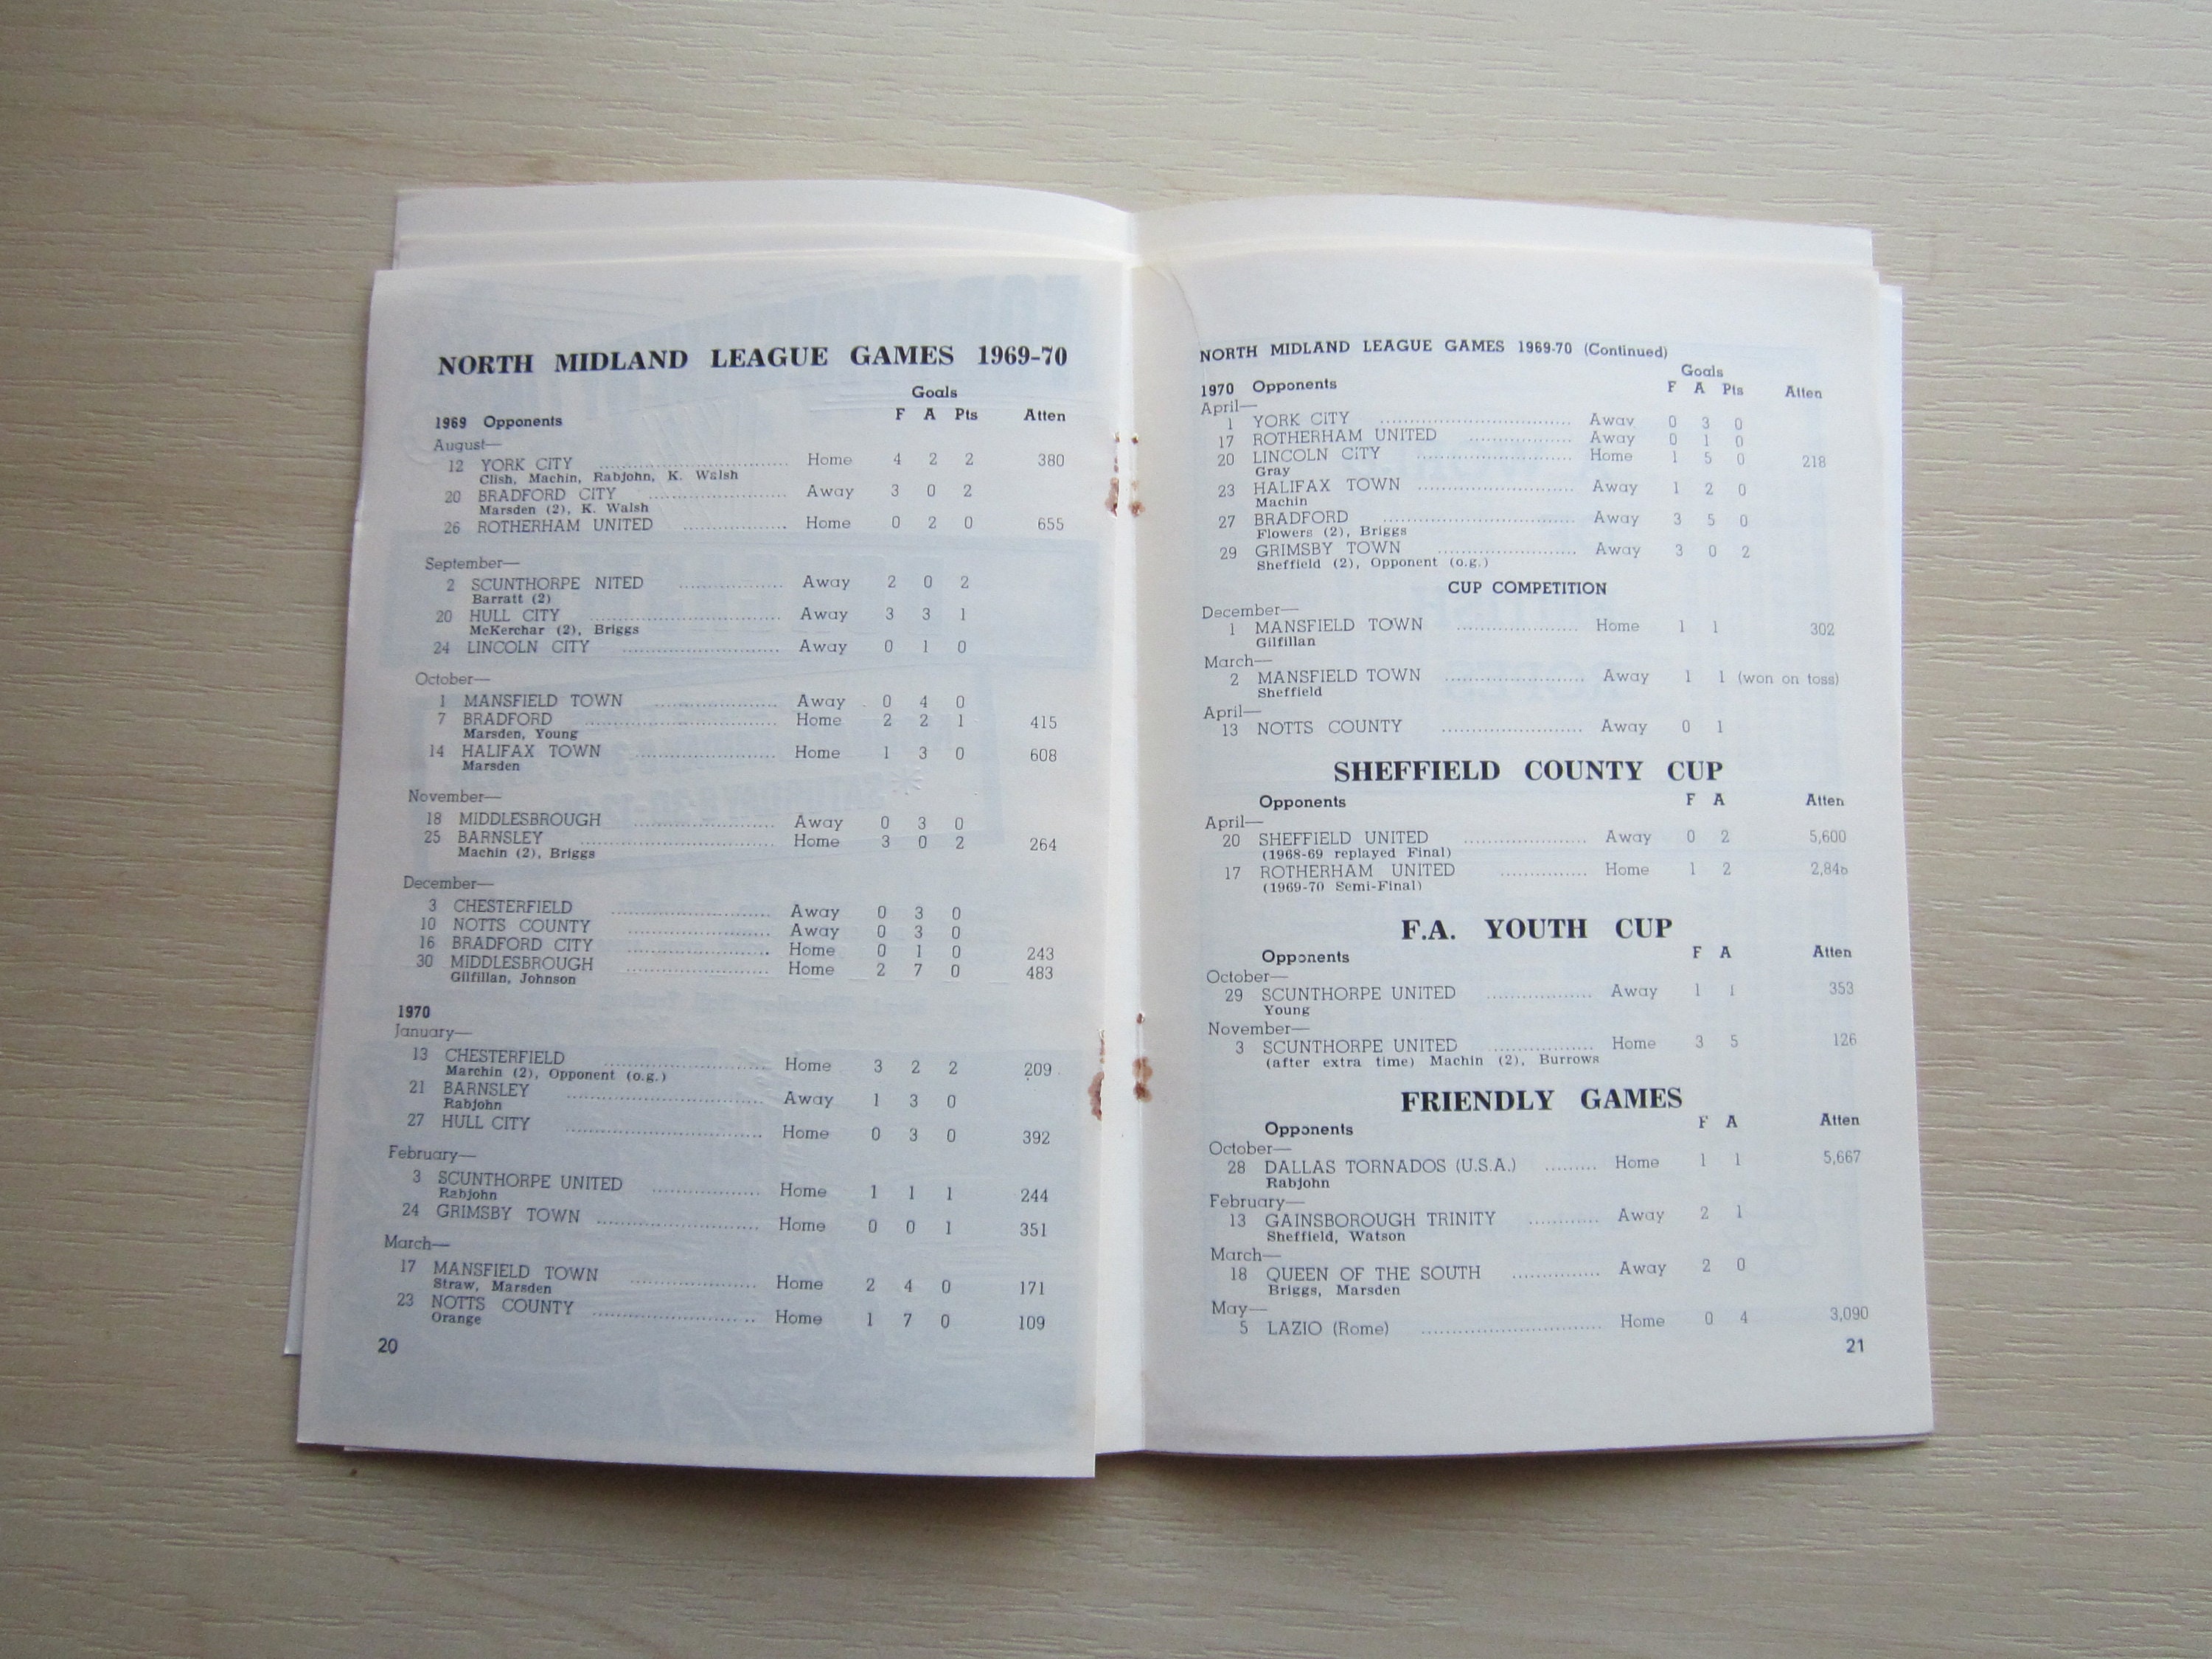 NORTH MIDLAND LEAGUE GAMES 1969-70
Goals
1969 Opponents F A Pts Atten
August—
12 YORK CITY Home 4 2 2 380
Clish, Machin, Rabjohn, K. Walsh
20 BRADFORD CITY Away 3 0 2
Marsden (2), K. Walsh
26 ROTHERHAM UNITED Home 0 2 0 655
September—
2 SCUNTHORPE NITED Away 2 0 2
Barratt (2)
20 HULL CITY Away 3 3 1
McKerchar (2), Briggs
24 LINCOLN CITY Away 0 1 0
October—
1 MANSFIELD TOWN Away 0 4 0
7 BRADFORD Home 2 2 1 415
Marsden, Young
14 HALIFAX TOWN Home 1 3 0 608
Marsden
November—
18 MIDDLESBROUGH Away 0 3 0
25 BARNSLEY Home 3 0 2 264
Machin (2), Briggs
December—
3 CHESTERFIELD Away 0 3 0
10 NOTTS COUNTY Away 0 3 0
16 BRADFORD CITY Home 0 1 0 243
30 MIDDLESBROUGH Home 2 7 0 483
Gilfillan, Johnson
1970
January—
13 CHESTERFIELD Home 3 2 2 209
Marchin (2), Opponent (o.g.)
21 BARNSLEY Away 1 3 0
Rabjohn
27 HULL CITY Home 0 3 0 392
February—
3 SCUNTHORPE UNITED Home 1 1 1 244
Rabjohn
24 GRIMSBY TOWN Home 0 0 1 351
March—
17 MANSFIELD TOWN Home 2 4 0 171
Straw, Marsden
23 NOTTS COUNTY Home 1 7 0 109
Orange
20
NORTH MIDLAND LEAGUE GAMES 1969-70 (Continued)
Goals
1970 Opponents F A Pts Atten
April—
1 YORK CITY Away 0 3 0
17 ROTHERHAM UNITED Away 0 1 0
20 LINCOLN CITY Home 1 5 0 218
Gray
23 HALIFAX TOWN Away 1 2 0
Machin
27 BRADFORD Away 3 5 0
Flowers (2), Briggs
29 GRIMSBY TOWN Away 3 0 2
Sheffield (2), Opponent (o.g.)
CUP COMPETITION
December—
1 MANSFIELD TOWN Home 1 1 302
Gilfillan
March—
2 MANSFIELD TOWN Away 1 1 (won on toss)
Sheffield
April—
13 NOTTS COUNTY Away 0 1
SHEFFIELD COUNTY CUP
Opponents F A Atten
April—
20 SHEFFIELD UNITED Away 0 2 5,600
(1968-69 replayed Final)
17 ROTHERHAM UNITED Home 1 2
(1969-70 Semi-Final)
F.A. YOUTH CUP
Opponents F A Atten
October—
29 SCUNTHORPE UNITED Away 1 1 353
Young
November—
3 SCUNTHORPE UNITED Home 3 5 126
(after extra time) Machin (2), Burrows
FRIENDLY GAMES
Opponents F A Atten
October—
28 DALLAS TORNADOS (U.S.A.) Home 1 1 5,667
Rabjohn
February—
13 GAINSBOROUGH TRINITY Away 2 1
Sheffield, Watson
March—
18 QUEEN OF THE SOUTH Away 2 0
Briggs, Marsden
May—
5 LAZIO (Rome) Home 0 4 3,090
21